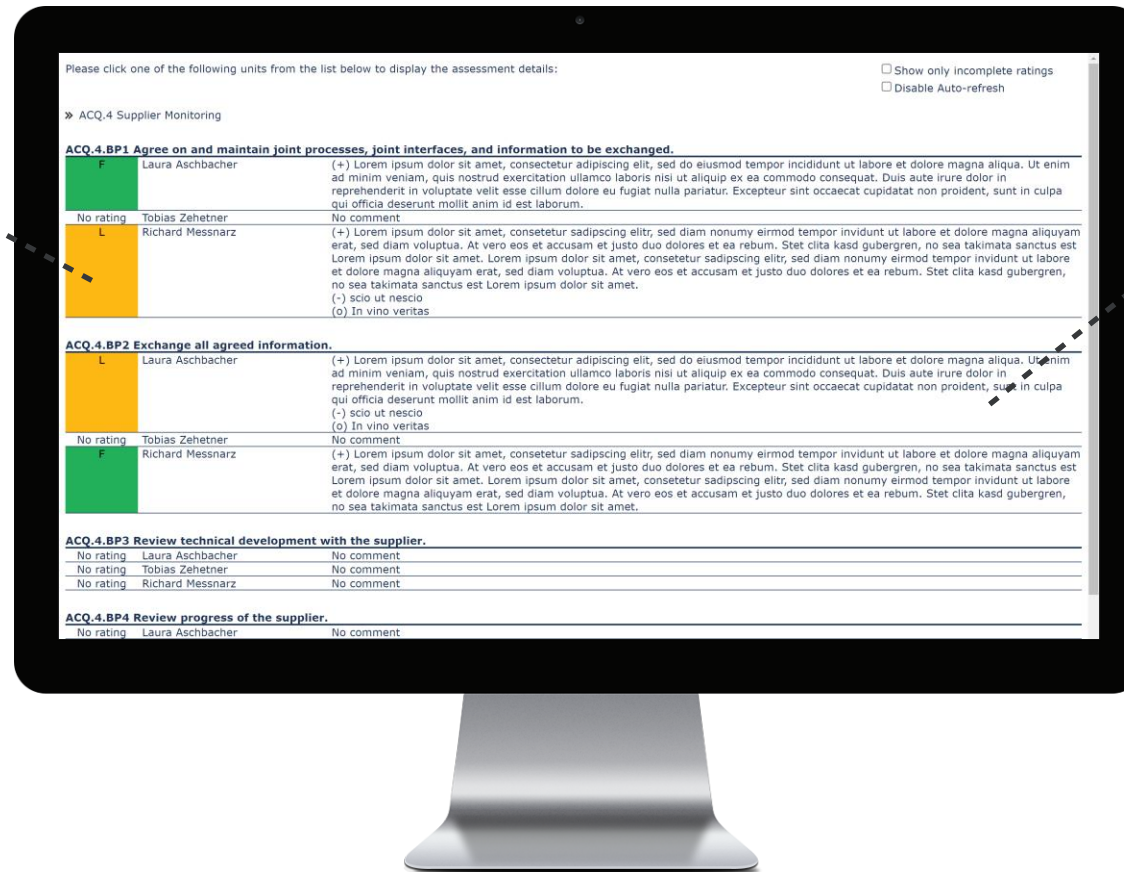 Please click one of the following units from the list below to display the assessment details:
Show only incomplete ratings
Disable Auto-refresh
» ACQ.4 Supplier Monitoring
ACQ.4.BP1 Agree on and maintain joint processes, joint interfaces, and information to be exchanged.
F Laura Aschbacher (+) Lorem ipsum dolor sit amet, consectetur adipiscing elit, sed do eiusmod tempor incididunt ut labore et dolore magna aliqua. Ut enim
ad minim veniam, quis nostrud exercitation ullamco laboris nisi ut aliquip ex ea commodo consequat. Duis aute irure dolor in
reprehenderit in voluptate velit esse cillum dolore eu fugiat nulla pariatur. Excepteur sint occaecat cupidatat non proident, sunt in culpa
qui officia deserunt mollit anim id est laborum.
No rating Tobias Zehetner No comment
L Richard Messnarz (+) Lorem ipsum dolor sit amet, consetetur sadipscing elitr, sed diam nonumy eirmod tempor invidunt ut labore et dolore magna aliquyam
erat, sed diam voluptua. At vero eos et accusam et justo duo dolores et ea rebum. Stet clita kasd gubergren, no sea takimata sanctus est
Lorem ipsum dolor sit amet. Lorem ipsum dolor sit amet, consetetur sadipscing elitr, sed diam nonumy eirmod tempor invidunt ut labore
et dolore magna aliquyam erat, sed diam voluptua. At vero eos et accusam et justo duo dolores et ea rebum. Stet clita kasd gubergren,
no sea takimata sanctus est Lorem ipsum dolor sit amet.
(-) scio ut nescio
(o) In vino veritas
ACQ.4.BP2 Exchange all agreed information.
L Laura Aschbacher (+) Lorem ipsum dolor sit amet, consectetur adipiscing elit, sed do eiusmod tempor incididunt ut labore et dolore magna aliqua. Ut enim
ad minim veniam, quis nostrud exercitation ullamco laboris nisi ut aliquip ex ea commodo consequat. Duis aute irure dolor in
reprehenderit in voluptate velit esse cillum dolore eu fugiat nulla pariatur. Excepteur sint occaecat cupidatat non proident, sunt in culpa
qui officia deserunt mollit anim id est laborum.
(-) scio ut nescio
(o) In vino veritas
No rating Tobias Zehetner No comment
F Richard Messnarz (+) Lorem ipsum dolor sit amet, consetetur sadipscing elitr, sed diam nonumy eirmod tempor invidunt ut labore et dolore magna aliquyam
erat, sed diam voluptua. At vero eos et accusam et justo duo dolores et ea rebum. Stet clita kasd gubergren, no sea takimata sanctus est
Lorem ipsum dolor sit amet. Lorem ipsum dolor sit amet, consetetur sadipscing elitr, sed diam nonumy eirmod tempor invidunt ut labore
et dolore magna aliquyam erat, sed diam voluptua. At vero eos et accusam et justo duo dolores et ea rebum. Stet clita kasd gubergren,
no sea takimata sanctus est Lorem ipsum dolor sit amet.
ACQ.4.BP3 Review technical development with the supplier.
No rating Laura Aschbacher No comment
No rating Tobias Zehetner No comment
No rating Richard Messnarz No comment
ACQ.4.BP4 Review progress of the supplier.
No rating Laura Aschbacher No comment